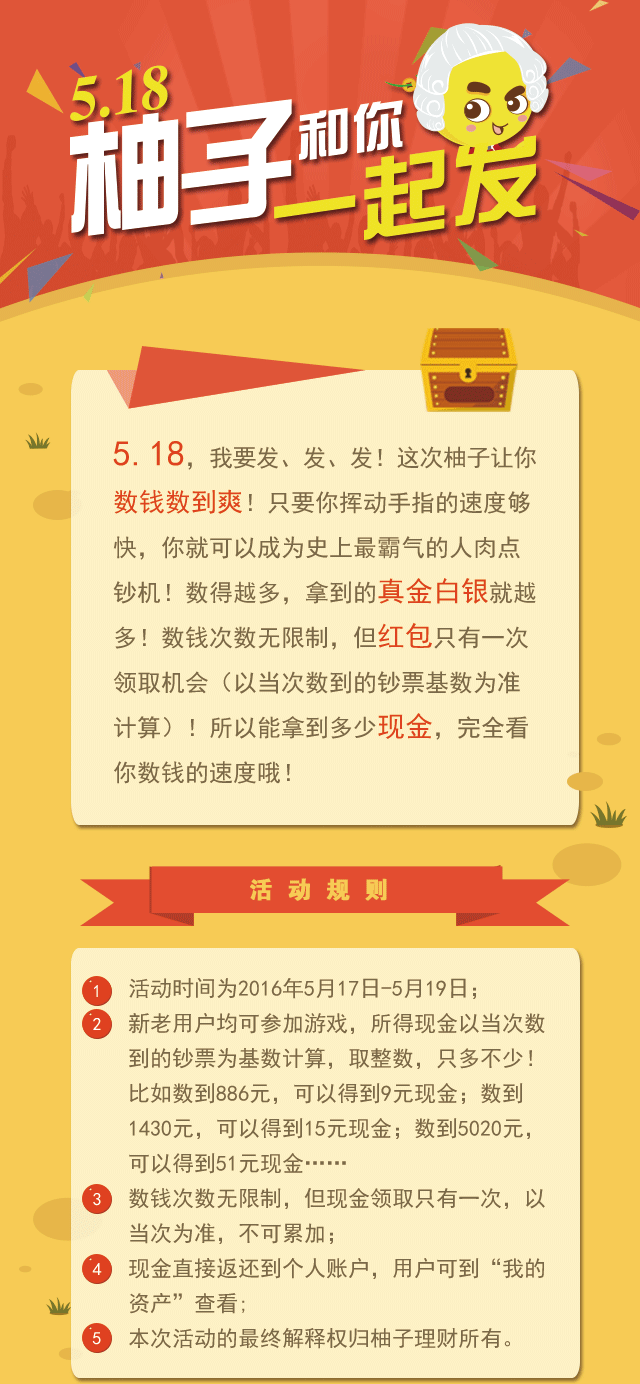 5.18
柚子和你
一起发
5.18，我要发、发、发！这次柚子让你
数钱数到爽！只要你挥动手指的速度够
快，你就可以成为史上最霸气的人肉点
钞机！数得越多，拿到的真金白银就越
多！数钱次数无限制，但红包只有一次
领取机会（以当次数到的钞票基数为准
计算）！所以能拿到多少现金，完全看
你数钱的速度哦！
活动规则
1 活动时间为2016年5月17日-5月19日；
2 新老用户均可参加游戏，所得现金以当次数
到的钞票为基数计算，取整数，只多不少！
比如数到886元，可以得到9元现金；数到
1430元，可以得到15元现金；数到5020元，
可以得到51元现金……
3 数钱次数无限制，但现金领取只有一次，以
当次为准，不可累加；
4 现金直接返还到个人账户，用户可到“我的
资产”查看；
5 本次活动的最终解释权归柚子理财所有。